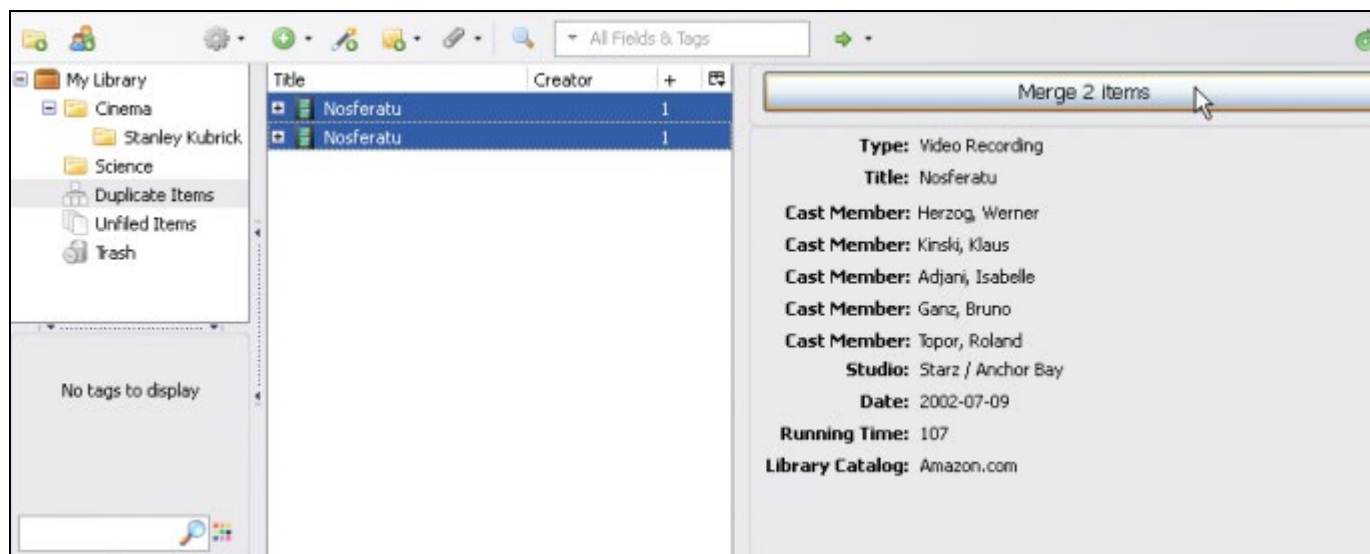 All Fields & Tags
My Library
Cinema
Stanley Kubrick
Science
Duplicate Items
Unfiled Items
Trash
No tags to display
Title Creator +
Nosferatu 1
Nosferatu 1
Merge 2 items
Type: Video Recording
Title: Nosferatu
Cast Member: Herzog, Werner
Cast Member: Kinski, Klaus
Cast Member: Adjani, Isabelle
Cast Member: Ganz, Bruno
Cast Member: Topor, Roland
Studio: Starz / Anchor Bay
Date: 2002-07-09
Running Time: 107
Library Catalog: Amazon.com